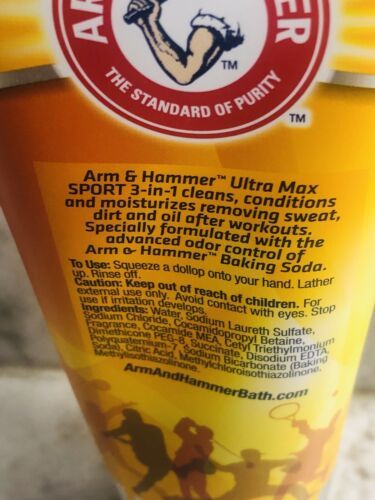 ARM & HAMMER
THE STANDARD OF PURITY
TM
TM
Arm & Hammer™ Ultra Max
SPORT 3-in-1 cleans, conditions
and moisturizes removing sweat,
dirt and oil after workouts.
Specially formulated with the
advanced odor control of
Arm & Hammer™ Baking Soda.
To Use: Squeeze a dollop onto your hand. Lather
up. Rinse off.
Caution: Keep out of reach of children. For
external use only. Avoid contact with eyes. Stop
use if irritation develops.
Ingredients: Water, Sodium Laureth Sulfate,
Sodium Chloride, Cocamidopropyl Betaine,
Fragrance, Cocamide MEA, Cetyl Triethylmonium
Dimethicone PEG-8, Succinate, Disodium EDTA,
Polyquaternium-7, Sodium Bicarbonate (Baking
Soda), Citric Acid, Methylchloroisothiazolinone,
Methylisothiazolinone.
ArmAndHammerBath.com